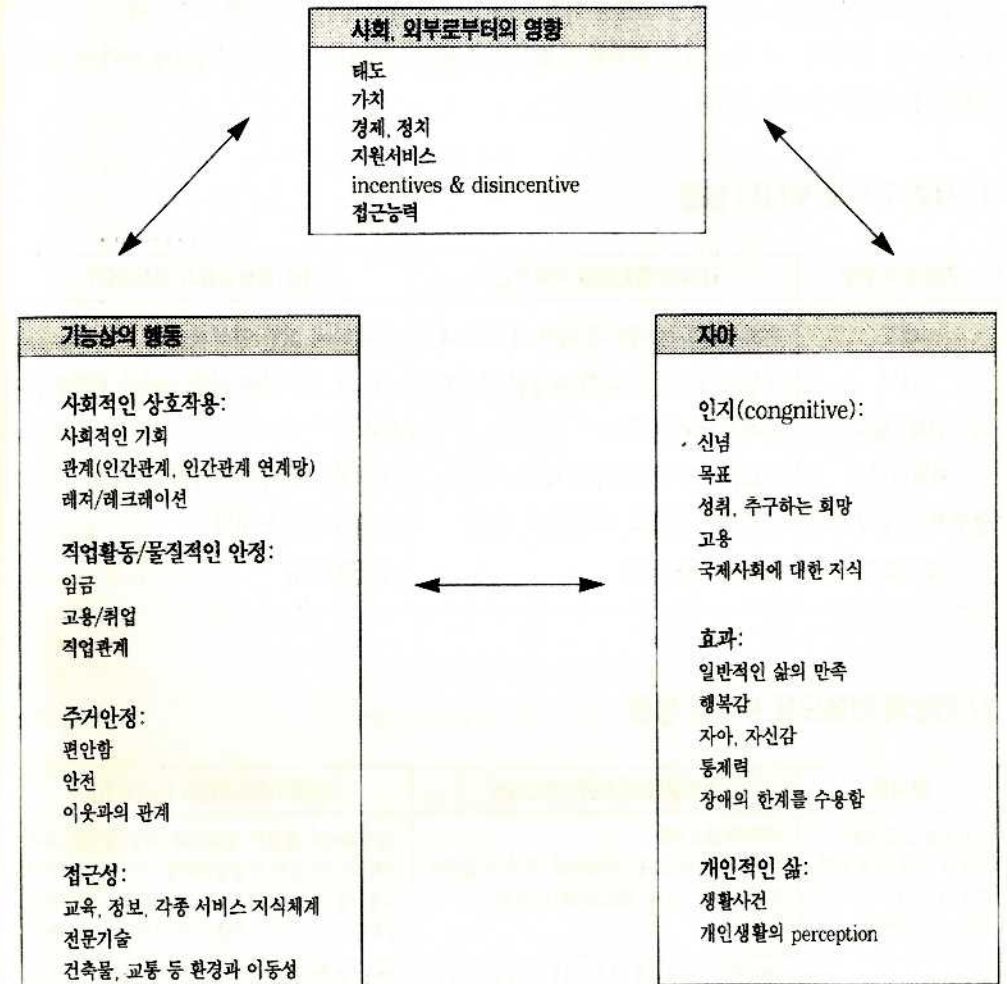 사회, 외부로부터의 영향
태도
가치
경제, 정치
지원서비스
incentives & disincentive
접근능력
기능상의 행동
사회적인 상호작용:
사회적인 기회
관계(인간관계, 인간관계 연계망)
레저/레크레이션
직업활동/물질적인 안정:
임금
고용/취업
직업관계
주거안정:
편안함
안전
이웃과의 관계
접근성:
교육, 정보, 각종 서비스 지식체계
전문기술
건축물, 교통 등 환경과 이동성
자아
인지(congnitive):
신념
목표
성취, 추구하는 희망
고용
국제사회에 대한 지식
효과:
일반적인 삶의 만족
행복감
자아, 자신감
통제력
장애의 한계를 수용함
개인적인 삶:
생활사건
개인생활의 perception